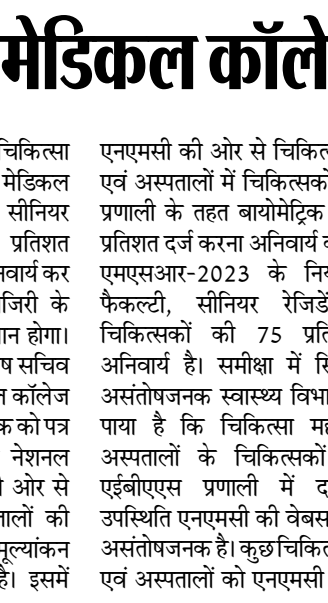 मेडिकल कॉले
चिकित्सा
मेडिकल
सीनियर
प्रतिशत
नवार्य कर
जिरी के
ान होगा।
ष सचिव
कॉलेज
क को पत्र
नेशनल
ओर से
तालों की
मूल्यांकन
है। इसमें
एनएमसी की ओर से चिकित्स
एवं अस्पतालों में चिकित्सको
प्रणाली के तहत बायोमेट्रिक
प्रतिशत दर्ज करना अनिवार्य
एमएसआर-2023 के निय
फैकल्टी, सीनियर रेजिडें
चिकित्सकों की 75 प्रति
अनिवार्य है। समीक्षा में सि
असंतोषजनक स्वास्थ्य विभा
पाया है कि चिकित्सा मह
अस्पतालों के चिकित्सकों
एईबीएएस प्रणाली में द
उपस्थिति एनएमसी की वेबस
असंतोषजनक है। कुछ चिकित
एवं अस्पतालों को एनएमसी